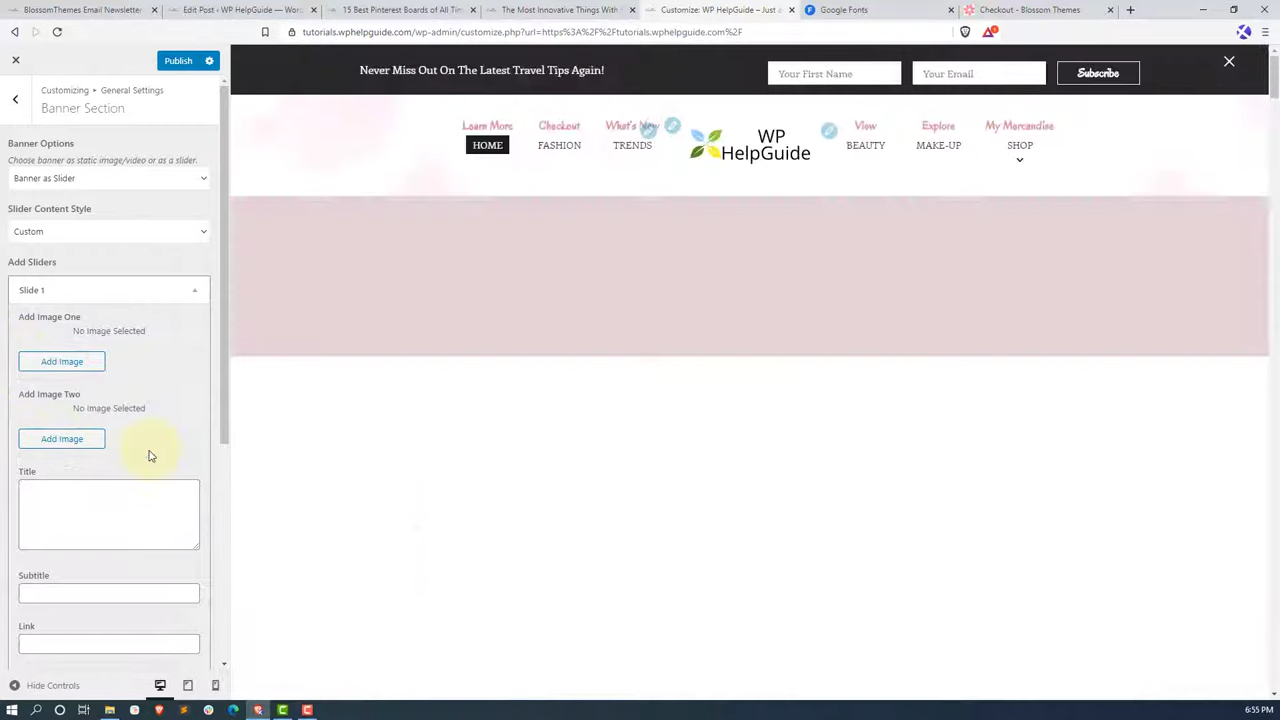 BlossomThemes Email Newsletter
Edit Post ‹ WP HelpGuide — Wor
15 Best Pinterest Boards of All Tim
The Most Innovative Things With
Customize: WP HelpGuide – Just a
Google Fonts
Checkout - Blossom Themes
tutorials.wphelpguide.com/wp-admin/customize.php?url=https%3A%2F%2Ftutorials.wphelpguide.com%2F
Publish
Customizing ▸ General Settings
Banner Section
Banner Options
Choose banner as static image/video or as a slider.
Banner as Slider
Slider Content Style
Custom
Add Sliders
Slide 1
Add Image One
No Image Selected
Add Image
Add Image Two
No Image Selected
Add Image
Title
Subtitle
Link
Hide Controls
Never Miss Out On The Latest Travel Tips Again!
Your First Name
Your Email
Subscribe
Learn More
Checkout
What's New
View
Explore
My Merchandise
HOME
FASHION
TRENDS
WP
HelpGuide
BEAUTY
MAKE-UP
SHOP
6:55 PM